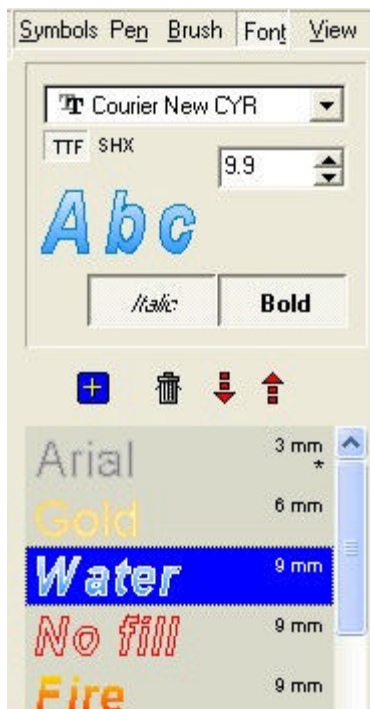 Symbols Pen Brush Font View
Courier New CYR
TTF SHX
9.9
Abc
Italic Bold
Arial 3 mm
*
Gold 6 mm
Water 9 mm
No fill 9 mm
Fire 9 mm